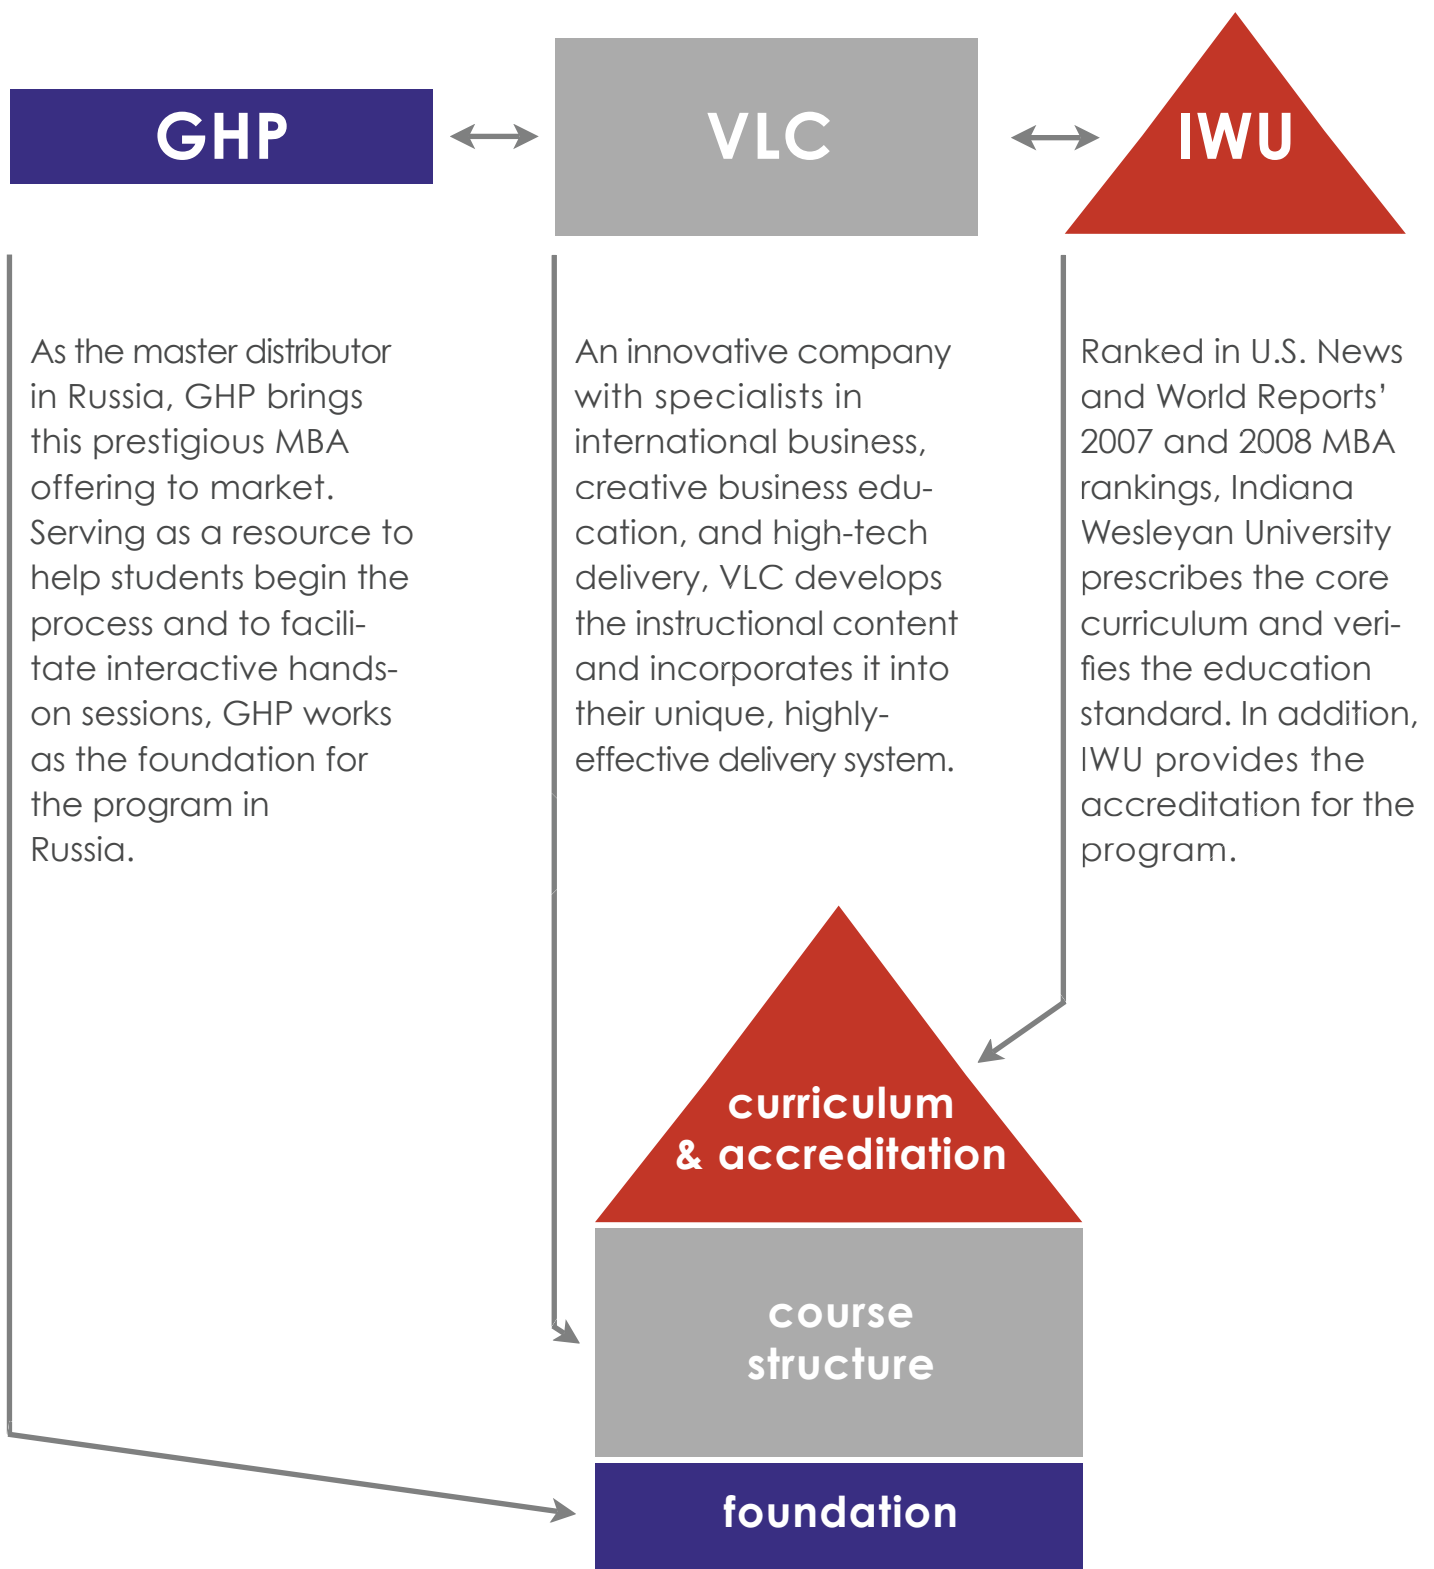 GHP
VLC
IWU
As the master distributor
in Russia, GHP brings
this prestigious MBA
offering to market.
Serving as a resource to
help students begin the
process and to facili-
tate interactive hands-
on sessions, GHP works
as the foundation for
the program in
Russia.
An innovative company
with specialists in
international business,
creative business edu-
cation, and high-tech
delivery, VLC develops
the instructional content
and incorporates it into
their unique, highly-
effective delivery system.
Ranked in U.S. News
and World Reports’
2007 and 2008 MBA
rankings, Indiana
Wesleyan University
prescribes the core
curriculum and veri-
fies the education
standard. In addition,
IWU provides the
accreditation for the
program.
curriculum
& accreditation
course
structure
foundation